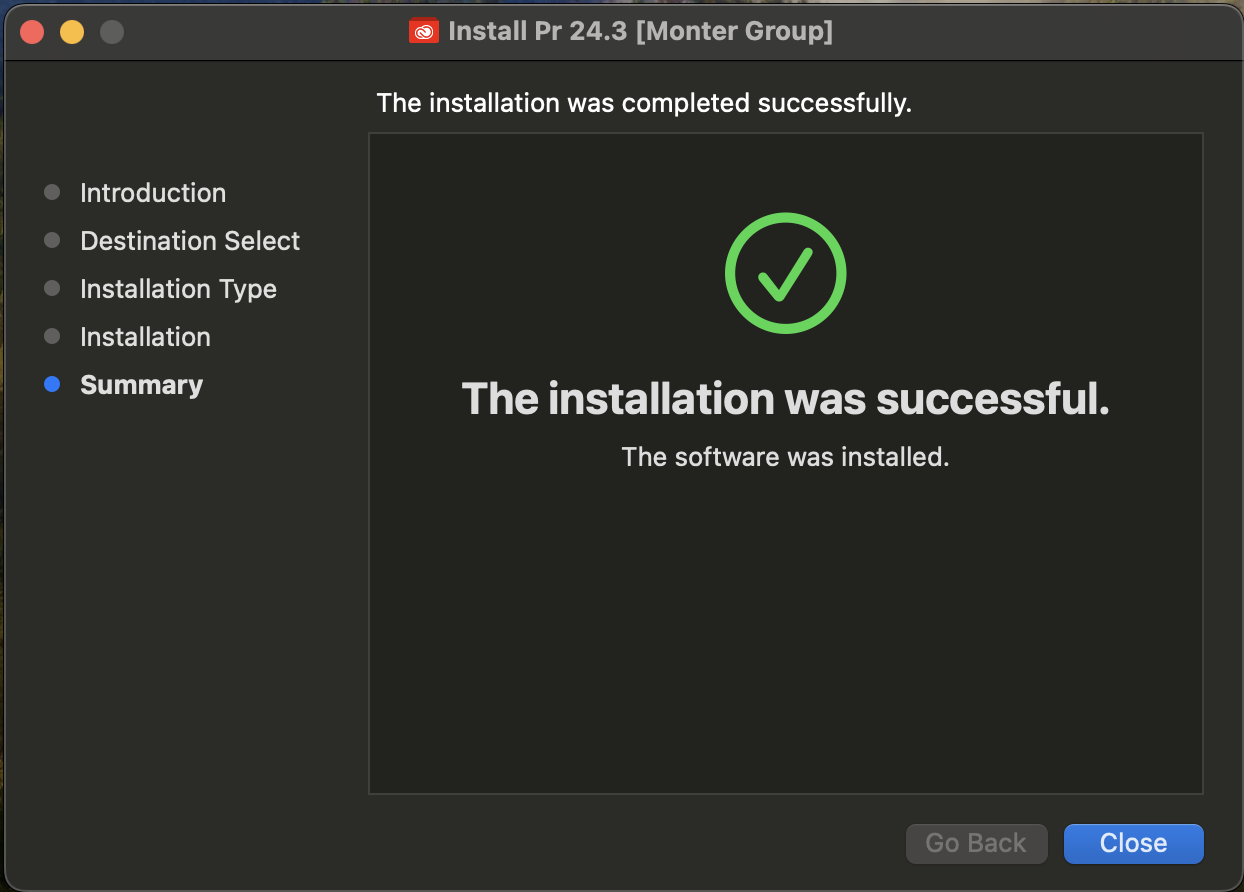 Install Pr 24.3 [Monter Group]
The installation was completed successfully.
Introduction
Destination Select
Installation Type
Installation
Summary
The installation was successful.
The software was installed.
Go Back
Close